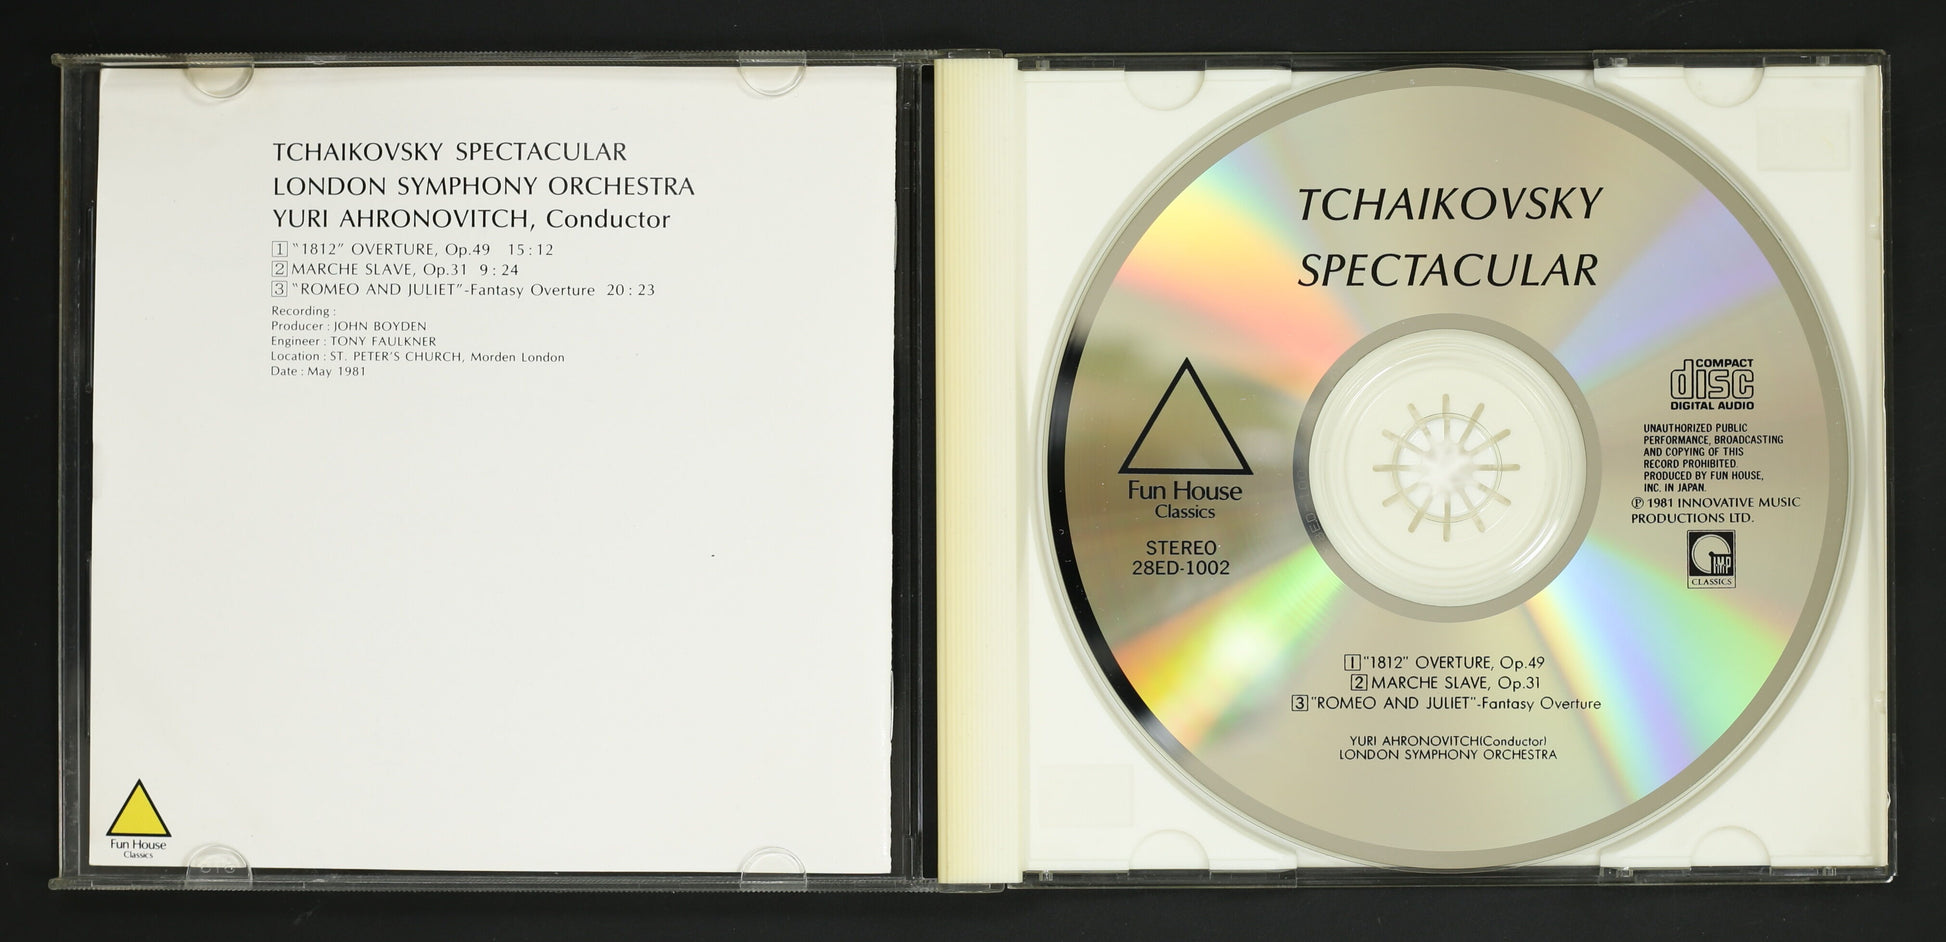 TCHAIKOVSKY SPECTACULAR
LONDON SYMPHONY ORCHESTRA
YURI AHRONOVITCH, Conductor
1 "1812" OVERTURE, Op.49 15:12
2 MARCHE SLAVE, Op.31 9:24
3 "ROMEO AND JULIET"-Fantasy Overture 20:23
Recording:
Producer: JOHN BOYDEN
Engineer: TONY FAULKNER
Location: ST. PETER'S CHURCH, Morden London
Date: May 1981
Fun House
Classics
TCHAIKOVSKY
SPECTACULAR
Fun House
Classics
STEREO
28ED-1002
COMPACT
disc
DIGITAL AUDIO
UNAUTHORIZED PUBLIC
PERFORMANCE, BROADCASTING
AND COPYING OF THIS
RECORD PROHIBITED.
PRODUCED BY FUN HOUSE,
INC. IN JAPAN.
℗ 1981 INNOVATIVE MUSIC
PRODUCTIONS LTD.
IMP
CLASSICS
1 "1812" OVERTURE, Op.49
2 MARCHE SLAVE, Op.31
3 "ROMEO AND JULIET"-Fantasy Overture
YURI AHRONOVITCH(Conductor)
LONDON SYMPHONY ORCHESTRA